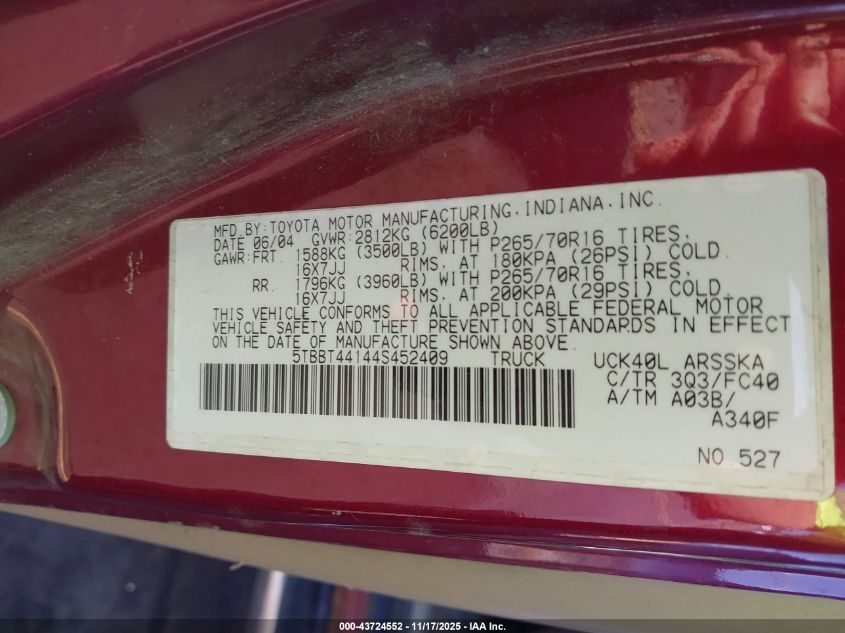 MFD.BY:TOYOTA MOTOR MANUFACTURING.INDIANA.INC.
DATE 06/04 GVWR:2812KG (6200LB)
GAWR:FRT. 1588KG (3500LB) WITH P265/70R16 TIRES.
16X7JJ RIMS. AT 180KPA (26PSI) COLD.
RR. 1796KG (3960LB) WITH P265/70R16 TIRES.
16X7JJ RIMS. AT 200KPA (29PSI) COLD.
THIS VEHICLE CONFORMS TO ALL APPLICABLE FEDERAL MOTOR
VEHICLE SAFETY AND THEFT PREVENTION STANDARDS IN EFFECT
ON THE DATE OF MANUFACTURE SHOWN ABOVE.
5TBBT44144S452409 TRUCK UCK40L ARSSKA
C/TR 3Q3/FC40
A/TM A03B/
A340F
NO.527
000-43724552 - 11/17/2025 - IAA Inc.